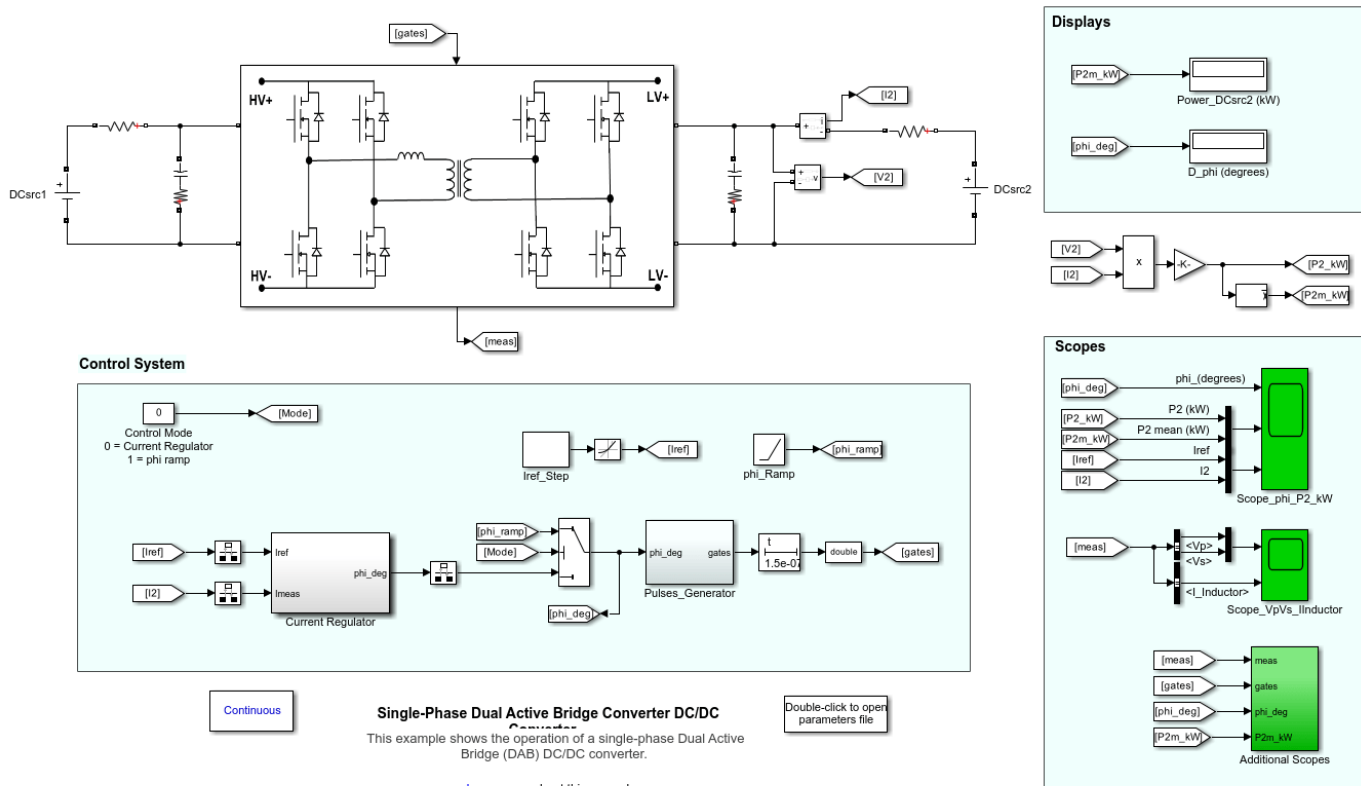 [gates]
HV+
LV+
HV-
LV-
DCsrc1
DCsrc2
+
+
+
i
-
[I2]
+
-
v
[V2]
[meas]
Displays
[P2m_kW]
Power_DCsrc2 (kW)
[phi_deg]
D_phi (degrees)
[V2]
[I2]
x
-K-
[P2_kW]
[P2m_kW]
Control System
0
[Mode]
Control Mode
0 = Current Regulator
1 = phi ramp
Iref_Step
[Iref]
phi_Ramp
[phi_ramp]
[Iref]
[I2]
Iref
Imeas
phi_deg
Current Regulator
[phi_ramp]
[Mode]
[phi_deg]
phi_deg
gates
Pulses_Generator
t
1.5e-07
double
[gates]
Scopes
[phi_deg]
phi_(degrees)
[P2_kW]
P2 (kW)
[P2m_kW]
P2 mean (kW)
[Iref]
Iref
[I2]
I2
Scope_phi_P2_kW
[meas]
<Vp>
<Vs>
<I_Inductor>
Scope_VpVs_IInductor
[meas]
meas
[gates]
gates
[phi_deg]
phi_deg
[P2m_kW]
P2m_kW
Additional Scopes
Continuous
Single-Phase Dual Active Bridge Converter DC/DC
This example shows the operation of a single-phase Dual Active
Bridge (DAB) DC/DC converter.
Double-click to open
parameters file